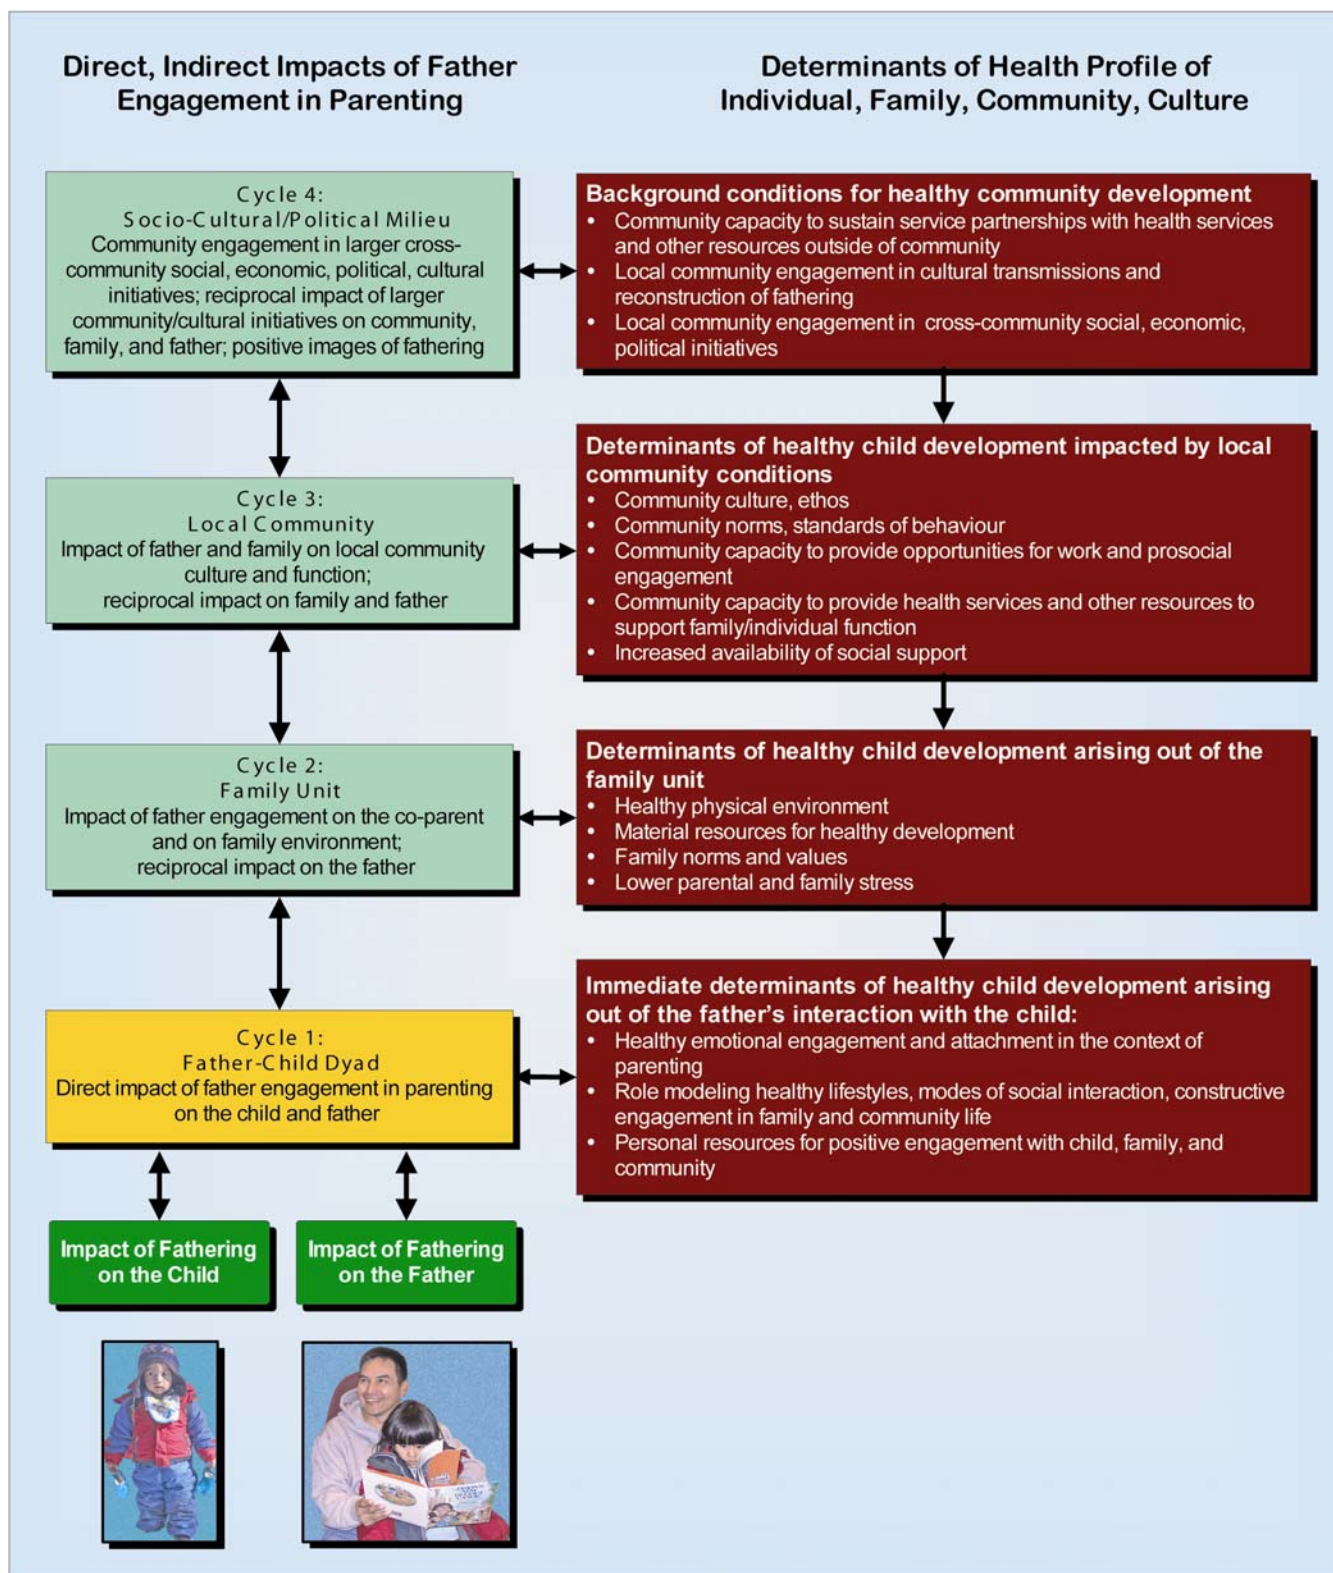 Direct, Indirect Impacts of Father
Engagement in Parenting
Determinants of Health Profile of
Individual, Family, Community, Culture
Cycle 4:
Socio-Cultural/Political Milieu
Community engagement in larger cross-
community social, economic, political, cultural
initiatives; reciprocal impact of larger
community/cultural initiatives on community,
family, and father; positive images of fathering
Background conditions for healthy community development
• Community capacity to sustain service partnerships with health services
and other resources outside of community
• Local community engagement in cultural transmissions and
reconstruction of fathering
• Local community engagement in cross-community social, economic,
political initiatives
Cycle 3:
Local Community
Impact of father and family on local community
culture and function;
reciprocal impact on family and father
Determinants of healthy child development impacted by local
community conditions
• Community culture, ethos
• Community norms, standards of behaviour
• Community capacity to provide opportunities for work and prosocial
engagement
• Community capacity to provide health services and other resources to
support family/individual function
• Increased availability of social support
Cycle 2:
Family Unit
Impact of father engagement on the co-parent
and on family environment;
reciprocal impact on the father
Determinants of healthy child development arising out of the
family unit
• Healthy physical environment
• Material resources for healthy development
• Family norms and values
• Lower parental and family stress
Cycle 1:
Father-Child Dyad
Direct impact of father engagement in parenting
on the child and father
Immediate determinants of healthy child development arising
out of the father's interaction with the child:
• Healthy emotional engagement and attachment in the context of
parenting
• Role modeling healthy lifestyles, modes of social interaction, constructive
engagement in family and community life
• Personal resources for positive engagement with child, family, and
community
Impact of Fathering
on the Child
Impact of Fathering
on the Father